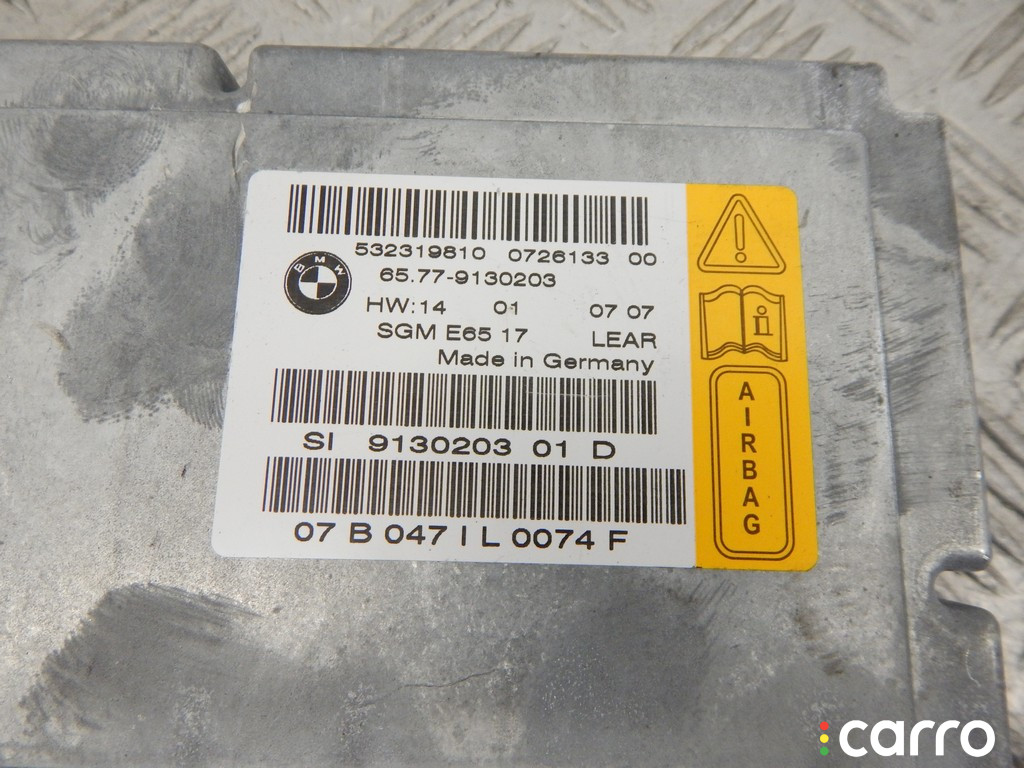 532319810 0726133 00
BMW
65.77-9130203
HW:14 01 07 07
SGM E65 17 LEAR
Made in Germany
SI 9130203 01 D
07 B 047 I L 0074 F
i
AIRBAG
carro